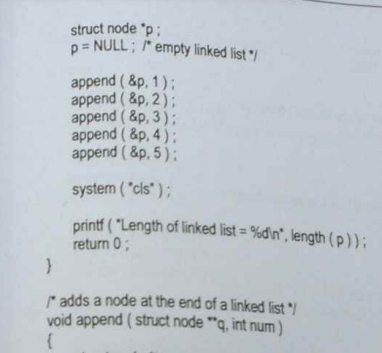 struct node *p ;
p = NULL ; /* empty linked list */
append ( &p, 1 ) ;
append ( &p, 2 ) ;
append ( &p, 3 ) ;
append ( &p, 4 ) ;
append ( &p, 5 ) ;
system ( "cls" ) ;
printf ( "Length of linked list = %d\n", length ( p ) ) ;
return 0 ;
}
/* adds a node at the end of a linked list */
void append ( struct node **q, int num )
{